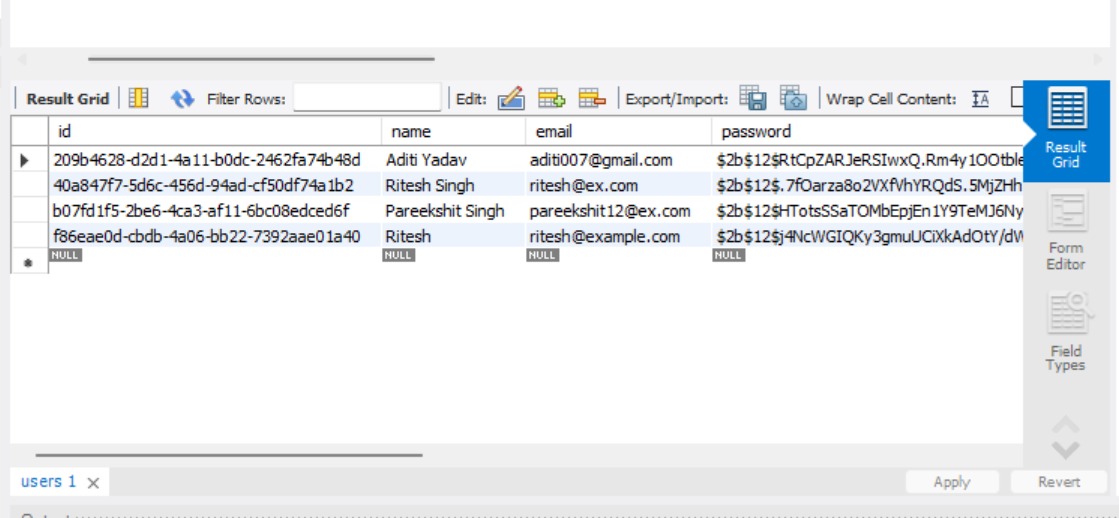 Result Grid Filter Rows: Edit: Export/Import: Wrap Cell Content:
id name email password
209b4628-d2d1-4a11-b0dc-2462fa74b48d Aditi Yadav aditi007@gmail.com $2b$12$RtCpZARJeRSIwxQ.Rm4y1OOtble
40a847f7-5d6c-456d-94ad-cf50df74a1b2 Ritesh Singh ritesh@ex.com $2b$12$.7fOarza8o2VXfVhYRQdS.5MjZHh
b07fd1f5-2be6-4ca3-af11-6bc08edced6f Pareekshit Singh pareekshit12@ex.com $2b$12$HTotsSSaTOMbEpjEn1Y9TeMJ6Ny
f86eae0d-cbdb-4a06-bb22-7392aae01a40 Ritesh ritesh@example.com $2b$12$j4NcWGIQKy3gmuUCiXkAdOtY/dW
NULL NULL NULL NULL
Result
Grid
Form
Editor
Field
Types
users 1 Apply Revert